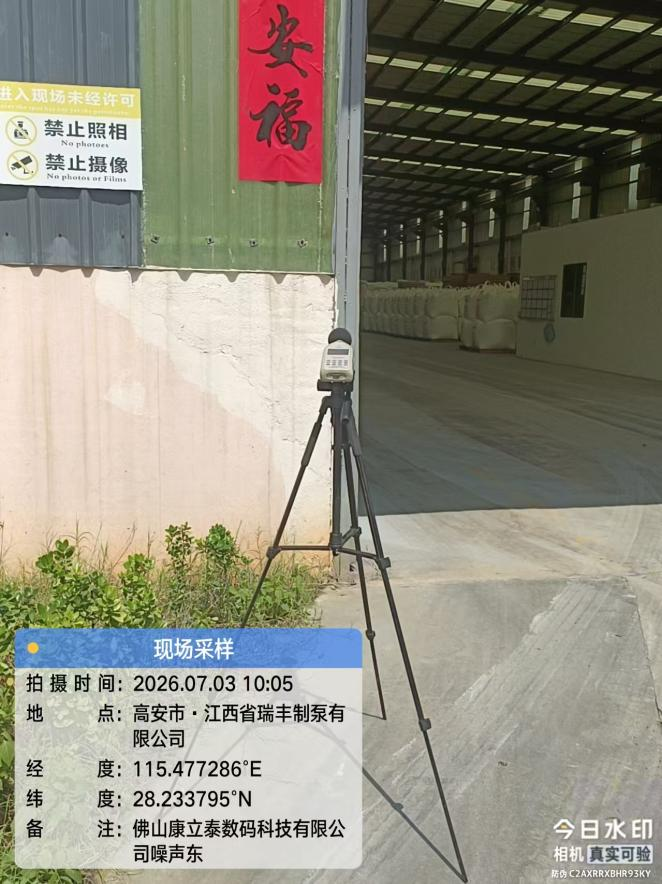 安
福
进入现场未经许可
禁止照相
No photoes
禁止摄像
No photos or Films
现场采样
拍摄时间：2026.07.03 10:05
地点：高安市·江西省瑞丰制泵有
限公司
经度：115.477286°E
纬度：28.233795°N
备注：佛山康立泰数码科技有限公
司噪声东
今日水印
相机 真实可验
防伪 C2AXRRXBHR93KY